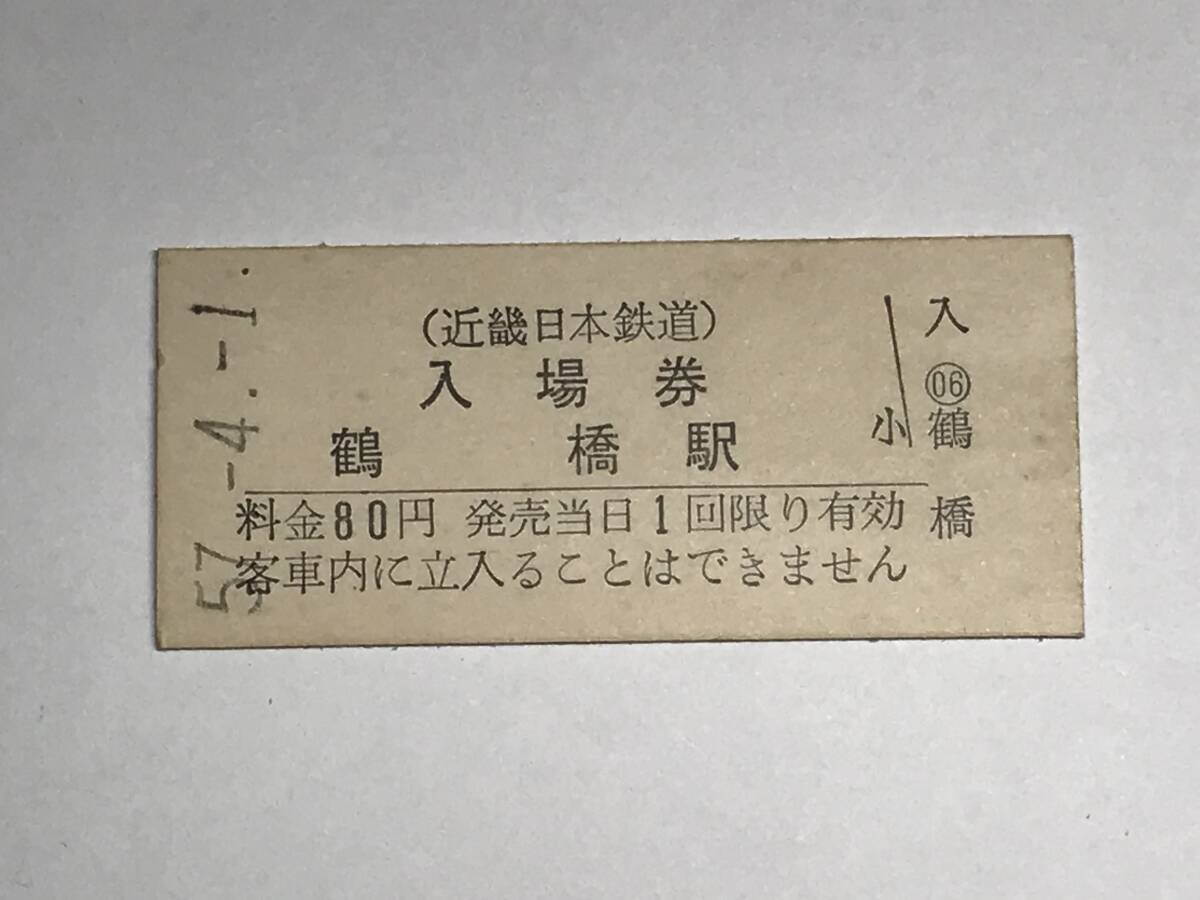 57.-4.-1.
（近畿日本鉄道）
入場券
鶴橋駅
料金80円 発売当日1回限り有効
客車内に立入ることはできません
小
入
06
鶴
橋